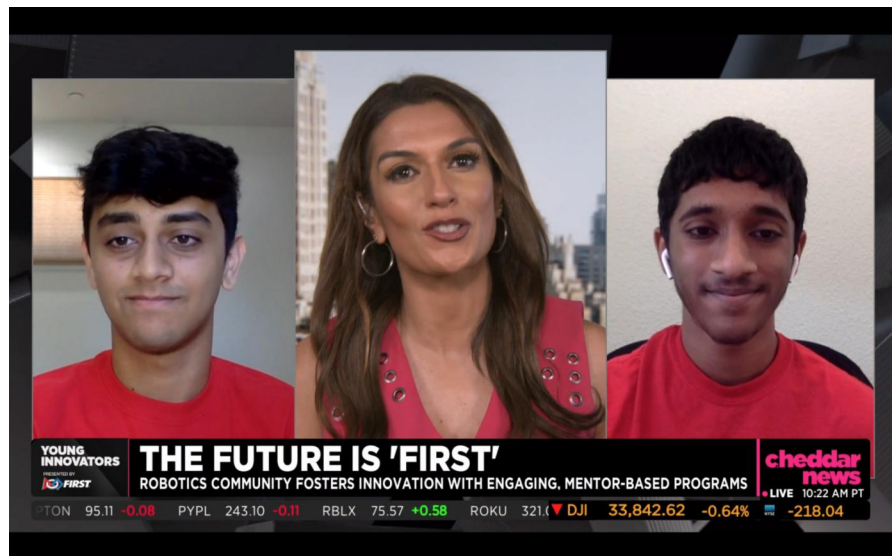 YOUNG
INNOVATORS
PRESENTED BY
FIRST
THE FUTURE IS 'FIRST'
ROBOTICS COMMUNITY FOSTERS INNOVATION WITH ENGAGING, MENTOR-BASED PROGRAMS
cheddar
news
LIVE 10:22 AM PT
PTON 95.11 -0.08 PYPL 243.10 -0.11 RBLX 75.57 +0.58 ROKU 321.0 ▼ DJI 33,842.62 -0.64% -218.04